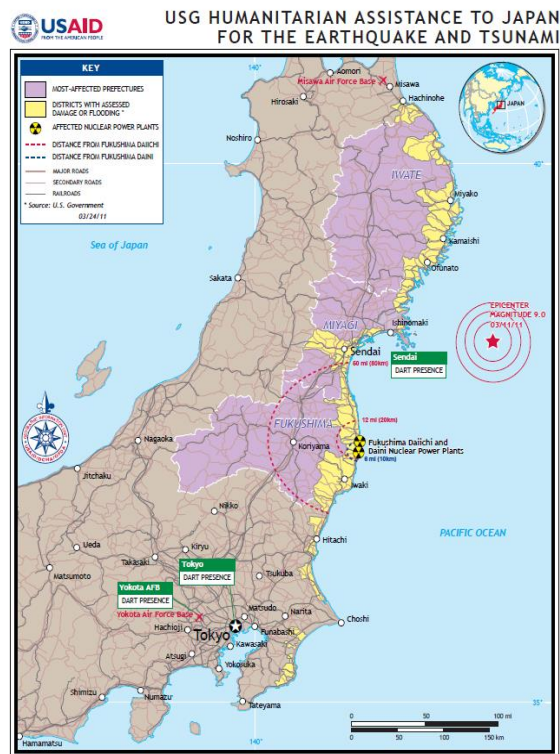 USAID
FROM THE AMERICAN PEOPLE
USG HUMANITARIAN ASSISTANCE TO JAPAN
FOR THE EARTHQUAKE AND TSUNAMI
KEY
MOST-AFFECTED PREFECTURES
DISTRICTS WITH ASSESSED
DAMAGE OR FLOODING *
AFFECTED NUCLEAR POWER PLANTS
DISTANCE FROM FUKUSHIMA DAIICHI
DISTANCE FROM FUKUSHIMA DAINI
MAJOR ROADS
SECONDARY ROADS
RAILROADS
* Source: U.S. Government
03/24/11
140°
Aomori
Misawa Air Force Base
Misawa
Hirosaki
Hachinohe
JAPAN
Noshiro
40°
IWATE
Miyako
Sea of Japan
Kamaishi
Ofunato
Sakata
EPICENTER
MAGNITUDE 9.0
03/11/11
MIYAGI
Ishinomaki
Sendai
Sendai
DART PRESENCE
50 mi (80km)
12 mi (20km)
FUKUSHIMA
Koriyama
Fukushima Daiichi and
Daini Nuclear Power Plants
6 mi (10km)
Nagaoka
Iwaki
Jitchaku
Nikko
Hitachi
PACIFIC OCEAN
Ueda
Kiryu
Takasaki
Matsumoto
Tokyo
DART PRESENCE
Tsukuba
Yokota AFB
DART PRESENCE
Yokota Air Force Base
Matsudo
Narita
Choshi
Hachioji
Tokyo
Funabashi
Kawasaki
Atsugi
Yokosuka
Shimizu
Numazu
Tateyama
35°
0 50 100 mi
0 50 100 150 km
Hamamatsu
140°